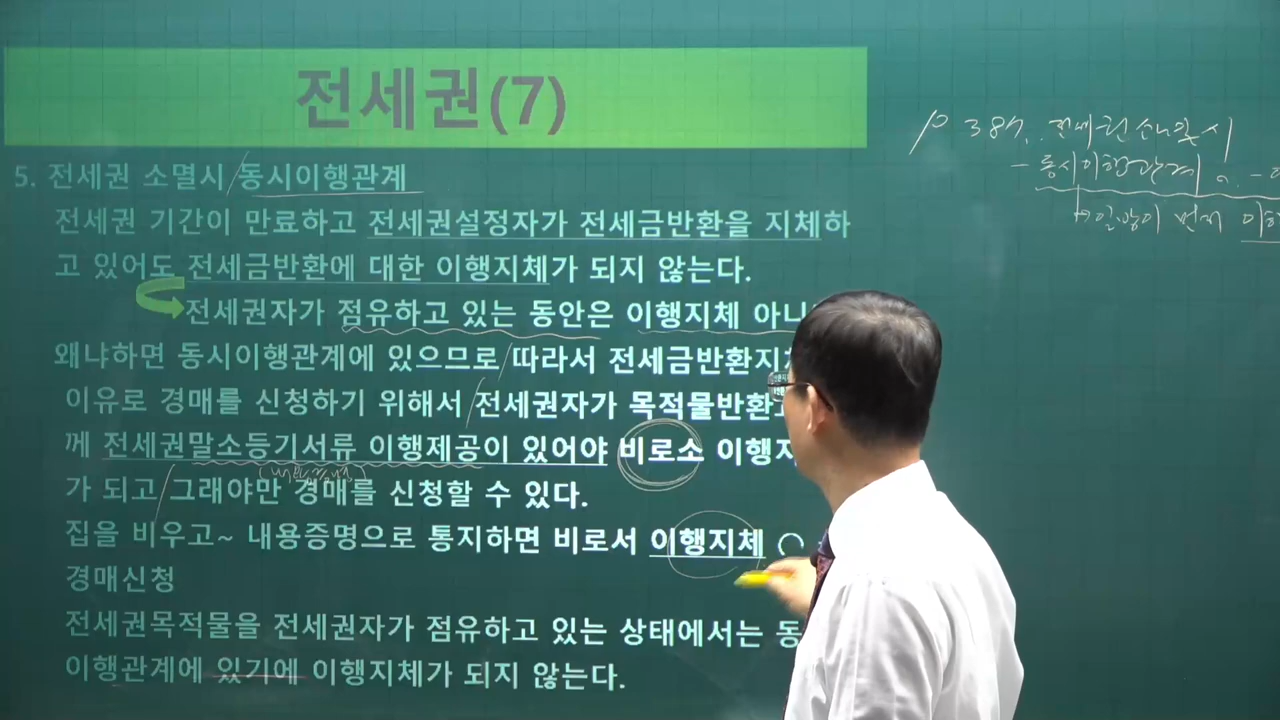 전세권(7)
5. 전세권 소멸시 동시이행관계
전세권 기간이 만료하고 전세권설정자가 전세금반환을 지체하
고 있어도 전세금반환에 대한 이행지체가 되지 않는다.
전세권자가 점유하고 있는 동안은 이행지체 아니
왜냐하면 동시이행관계에 있으므로 따라서 전세금반환지
이유로 경매를 신청하기 위해서 전세권자가 목적물반환
께 전세권말소등기서류 이행제공이 있어야 비로소 이행지
(내용증명)
가 되고 그래야만 경매를 신청할 수 있다.
집을 비우고~ 내용증명으로 통지하면 비로서 이행지체 ○
경매신청
전세권목적물을 전세권자가 점유하고 있는 상태에서는 동
이행관계에 있기에 이행지체가 되지 않는다.
p 387. 전세권소멸시
- 동시이행관계
일방이 먼저 이행